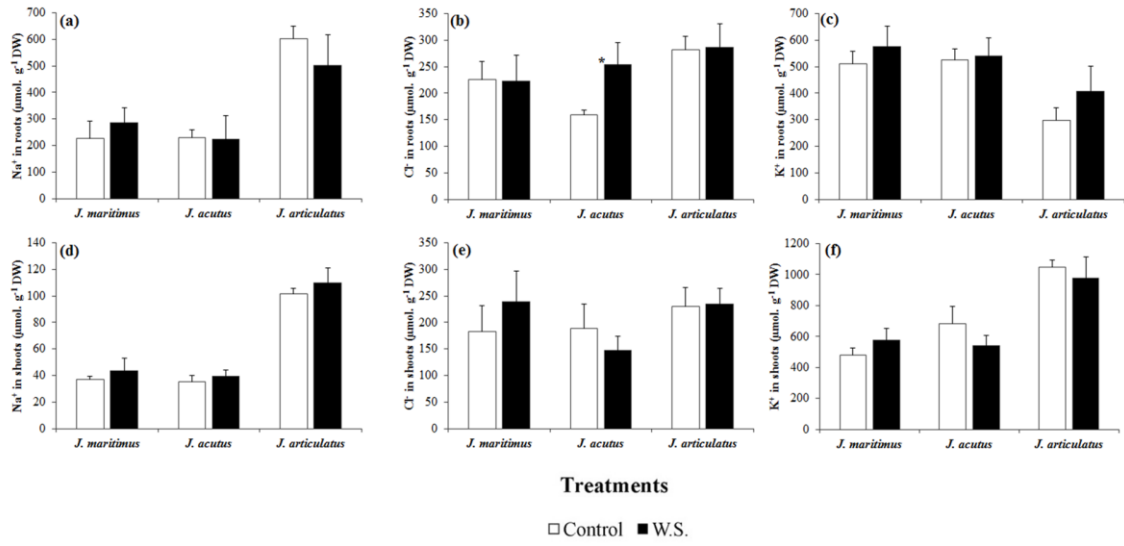 (a)
Na⁺ in roots (µmol. g⁻¹ DW)
700
600
500
400
300
200
100
0
J. maritimus J. acutus J. articulatus
(b)
Cl⁻ in roots (µmol. g⁻¹ DW)
350
300
250
200
150
100
50
0
*
J. maritimus J. acutus J. articulatus
(c)
K⁺ in roots (µmol. g⁻¹ DW)
700
600
500
400
300
200
100
0
J. maritimus J. acutus J. articulatus
(d)
Na⁺ in shoots (µmol. g⁻¹ DW)
140
120
100
80
60
40
20
0
J. maritimus J. acutus J. articulatus
(e)
Cl⁻ in shoots (µmol. g⁻¹ DW)
350
300
250
200
150
100
50
0
J. maritimus J. acutus J. articulatus
(f)
K⁺ in shoots (µmol. g⁻¹ DW)
1200
1000
800
600
400
200
0
J. maritimus J. acutus J. articulatus
Treatments
Control W.S.